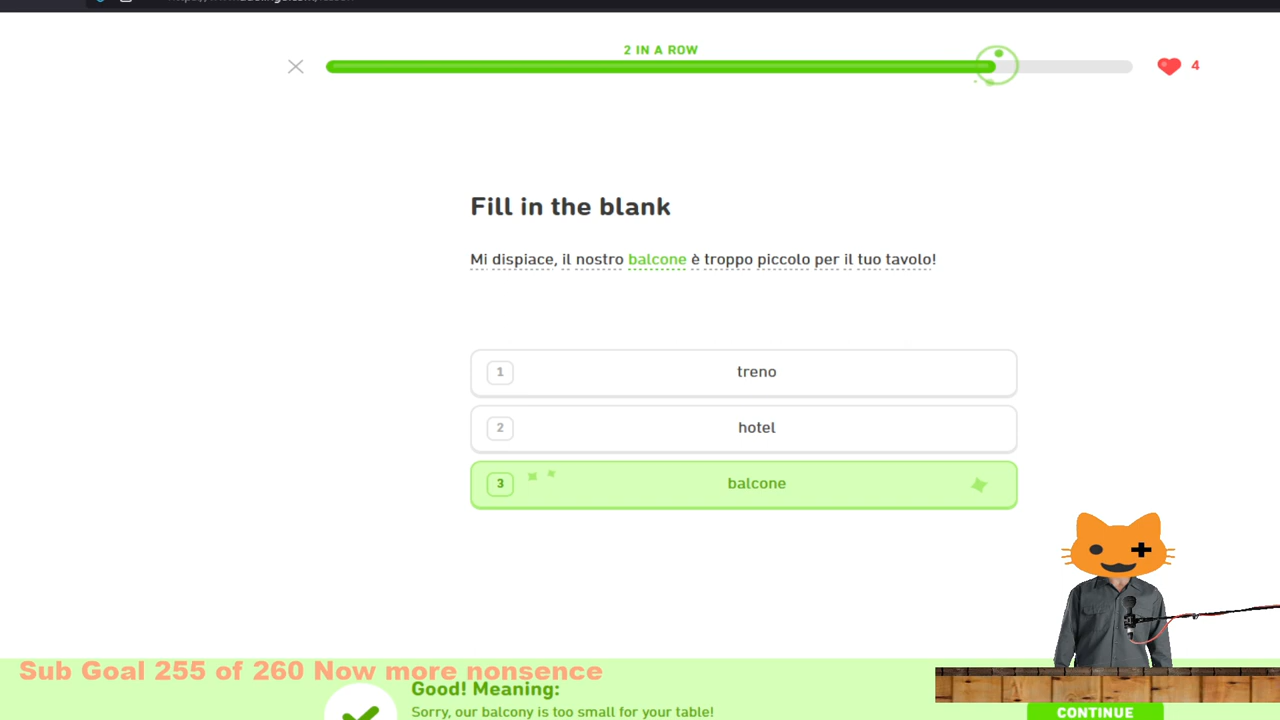 2 IN A ROW
4
Fill in the blank
Mi dispiace, il nostro balcone è troppo piccolo per il tuo tavolo!
1 treno
2 hotel
3 balcone
Sub Goal 255 of 260 Now more nonsence
Good! Meaning:
Sorry, our balcony is too small for your table!
CONTINUE